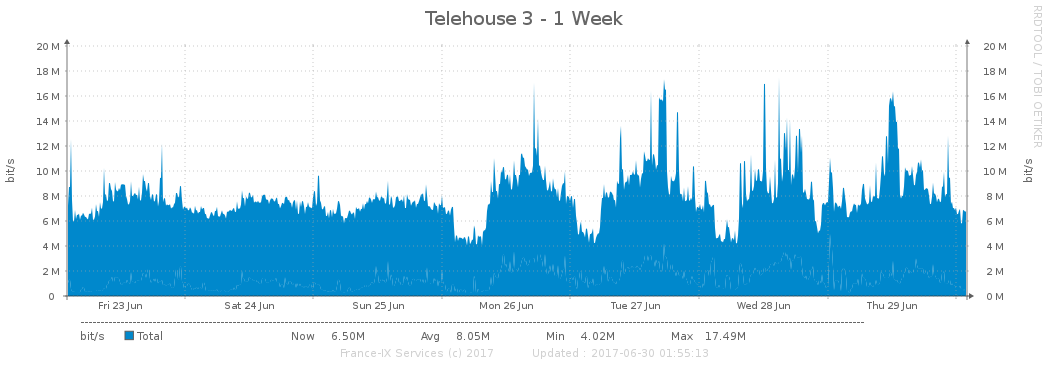 Telehouse 3 - 1 Week
RRDTOOL / TOBI OETIKER
20 M 20 M
18 M 18 M
16 M 16 M
14 M 14 M
12 M 12 M
10 M 10 M
8 M 8 M
6 M 6 M
4 M 4 M
2 M 2 M
0 0 M
bit/s bit/s
Fri 23 Jun Sat 24 Jun Sun 25 Jun Mon 26 Jun Tue 27 Jun Wed 28 Jun Thu 29 Jun
bit/s Total Now 6.50M Avg 8.05M Min 4.02M Max 17.49M
France-IX Services (c) 2017 Updated : 2017-06-30 01:55:13